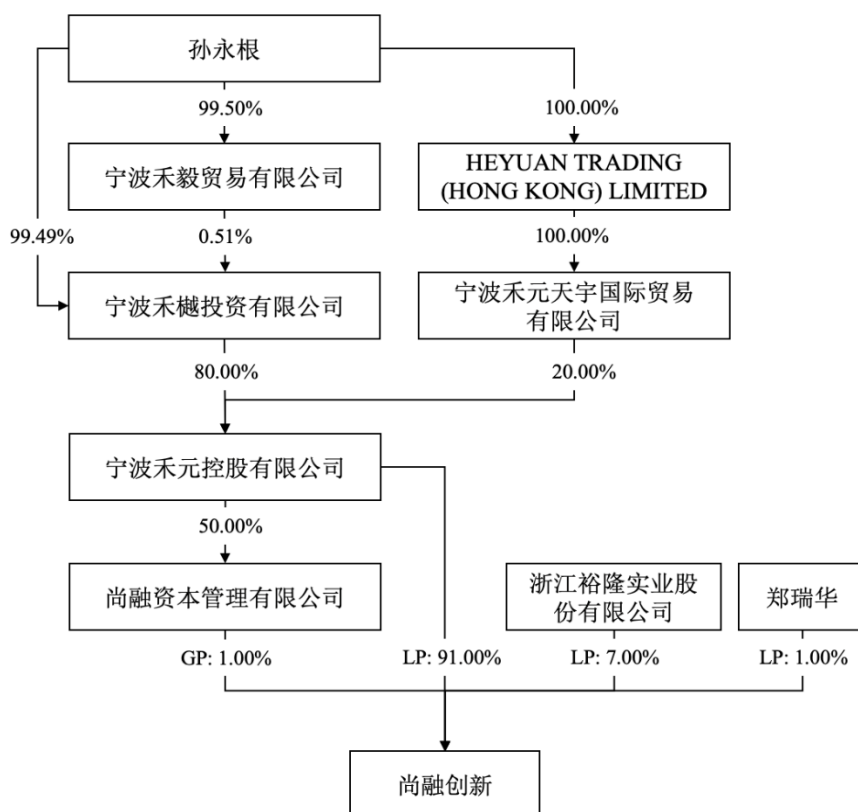 孙永根
99.50%
100.00%
宁波禾毅贸易有限公司
HEYUAN TRADING
(HONG KONG) LIMITED
99.49%
0.51%
100.00%
宁波禾樾投资有限公司
宁波禾元天宇国际贸易
有限公司
80.00%
20.00%
宁波禾元控股有限公司
50.00%
尚融资本管理有限公司
浙江裕隆实业股
份有限公司
郑瑞华
GP: 1.00%
LP: 91.00%
LP: 7.00%
LP: 1.00%
尚融创新